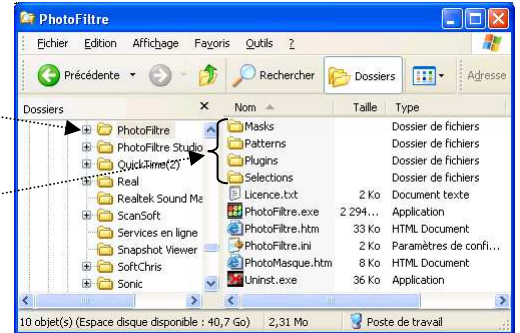 PhotoFiltre
Fichier Edition Affichage Favoris Outils ?
Précédente Rechercher Dossiers Adresse
Dossiers × Nom Taille Type
PhotoFiltre
PhotoFiltre Studio
QuickTime(2)
Real
Realtek Sound Ma
ScanSoft
Services en ligne
Snapshot Viewer
SoftChris
Sonic
Masks Dossier de fichiers
Patterns Dossier de fichiers
Plugins Dossier de fichiers
Selections Dossier de fichiers
Licence.txt 2 Ko Document texte
PhotoFiltre.exe 2 294... Application
PhotoFiltre.htm 33 Ko HTML Document
PhotoFiltre.ini 2 Ko Paramètres de confi...
PhotoMasque.htm 8 Ko HTML Document
Uninst.exe 36 Ko Application
10 objet(s) (Espace disque disponible : 40,7 Go) 2,31 Mo Poste de travail